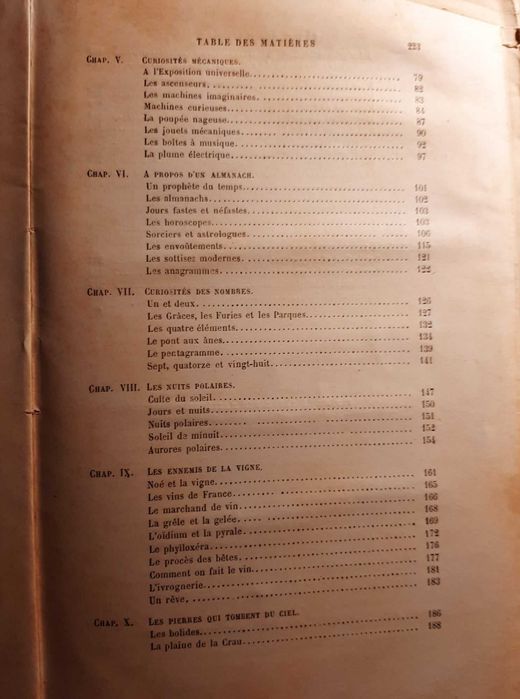 TABLE DES MATIÈRES 223
CHAP. V. CURIOSITÉS MÉCANIQUES.
A l'Exposition universelle. 79
Les ascenseurs. 82
Les machines imaginaires. 83
Machines curieuses. 84
La poupée nageuse. 87
Les jouets mécaniques. 90
Les boîtes à musique. 92
La plume électrique. 97
CHAP. VI. A PROPOS D'UN ALMANACH.
Un prophète du temps. 101
Les almanachs. 102
Jours fastes et néfastes. 103
Les horoscopes. 103
Sorciers et astrologues. 106
Les envoûtements. 115
Les sottises modernes. 121
Les anagrammes. 122
CHAP. VII. CURIOSITÉS DES NOMBRES.
Un et deux. 126
Les Grâces, les Furies et les Parques. 127
Les quatre éléments. 132
Le pont aux ânes. 134
Le pentagramme. 139
Sept, quatorze et vingt-huit. 141
CHAP. VIII. LES NUITS POLAIRES.
Culte du soleil. 147
Jours et nuits. 150
Nuits polaires. 151
Soleil de minuit. 152
Aurores polaires. 154
CHAP. IX. LES ENNEMIS DE LA VIGNE.
Noé et la vigne. 161
Les vins de France. 165
Le marchand de vin. 166
La grêle et la gelée. 168
L'oïdium et la pyrale. 169
Le phylloxéra. 172
Le procès des bêtes. 176
Comment on fait le vin. 177
L'ivrognerie. 181
Un rêve. 183
CHAP. X. LES PIERRES QUI TOMBENT DU CIEL.
Les bolides. 186
La plaine de la Crau. 188